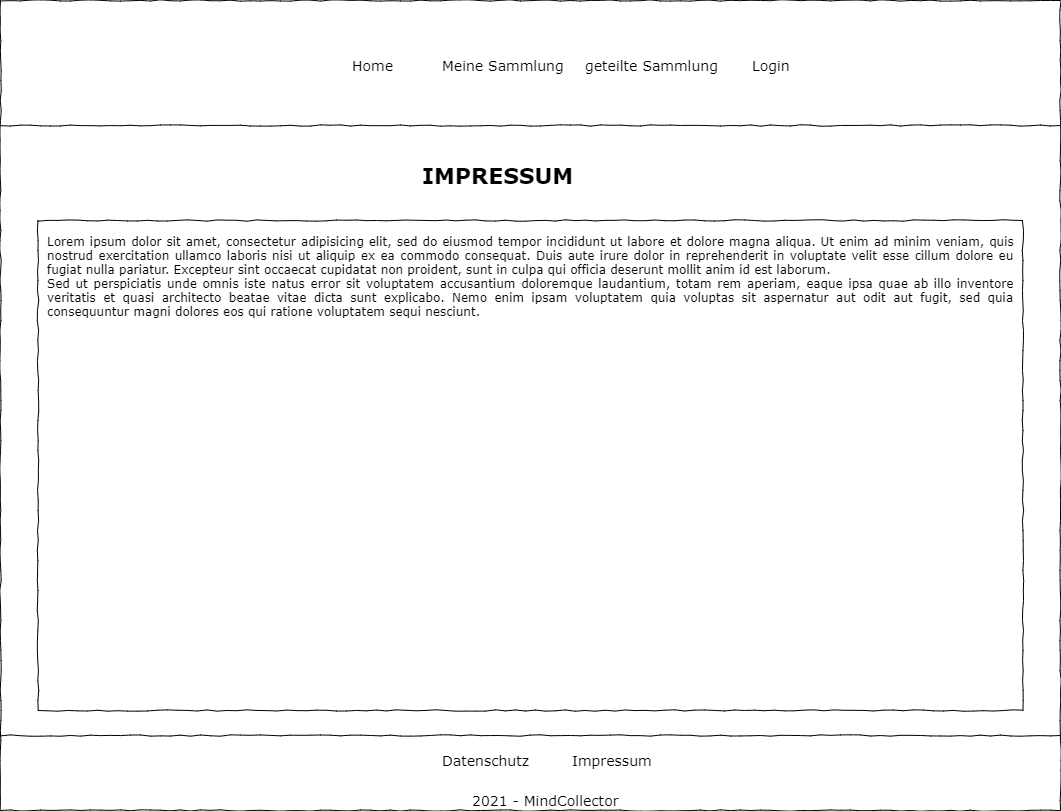 Home Meine Sammlung geteilte Sammlung Login
IMPRESSUM
Lorem ipsum dolor sit amet, consectetur adipisicing elit, sed do eiusmod tempor incididunt ut labore et dolore magna aliqua. Ut enim ad minim veniam, quis
nostrud exercitation ullamco laboris nisi ut aliquip ex ea commodo consequat. Duis aute irure dolor in reprehenderit in voluptate velit esse cillum dolore eu
fugiat nulla pariatur. Excepteur sint occaecat cupidatat non proident, sunt in culpa qui officia deserunt mollit anim id est laborum.
Sed ut perspiciatis unde omnis iste natus error sit voluptatem accusantium doloremque laudantium, totam rem aperiam, eaque ipsa quae ab illo inventore
veritatis et quasi architecto beatae vitae dicta sunt explicabo. Nemo enim ipsam voluptatem quia voluptas sit aspernatur aut odit aut fugit, sed quia
consequuntur magni dolores eos qui ratione voluptatem sequi nesciunt.
Datenschutz Impressum
2021 - MindCollector